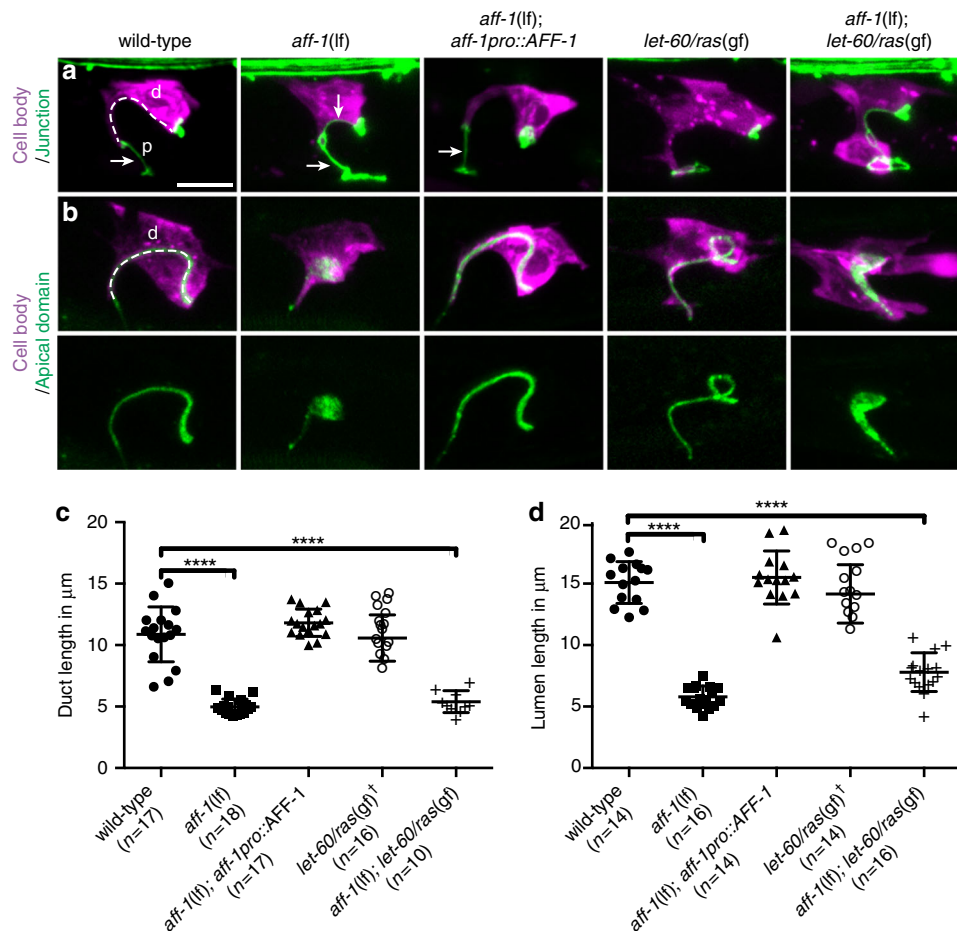 wild-type
aff-1(lf)
aff-1(lf);
aff-1pro::AFF-1
let-60/ras(gf)
aff-1(lf);
let-60/ras(gf)
a
Cell body
/Junction
d
p
b
Cell body
/Apical domain
d
c
Duct length in µm
20
15
10
5
0
****
****
wild-type
(n=17)
aff-1(lf)
(n=18)
aff-1(lf); aff-1pro::AFF-1
(n=17)
let-60/ras(gf)†
(n=16)
aff-1(lf); let-60/ras(gf)
(n=10)
d
Lumen length in µm
20
15
10
5
0
****
****
wild-type
(n=14)
aff-1(lf)
(n=16)
aff-1(lf); aff-1pro::AFF-1
(n=14)
let-60/ras(gf)†
(n=14)
aff-1(lf); let-60/ras(gf)
(n=16)